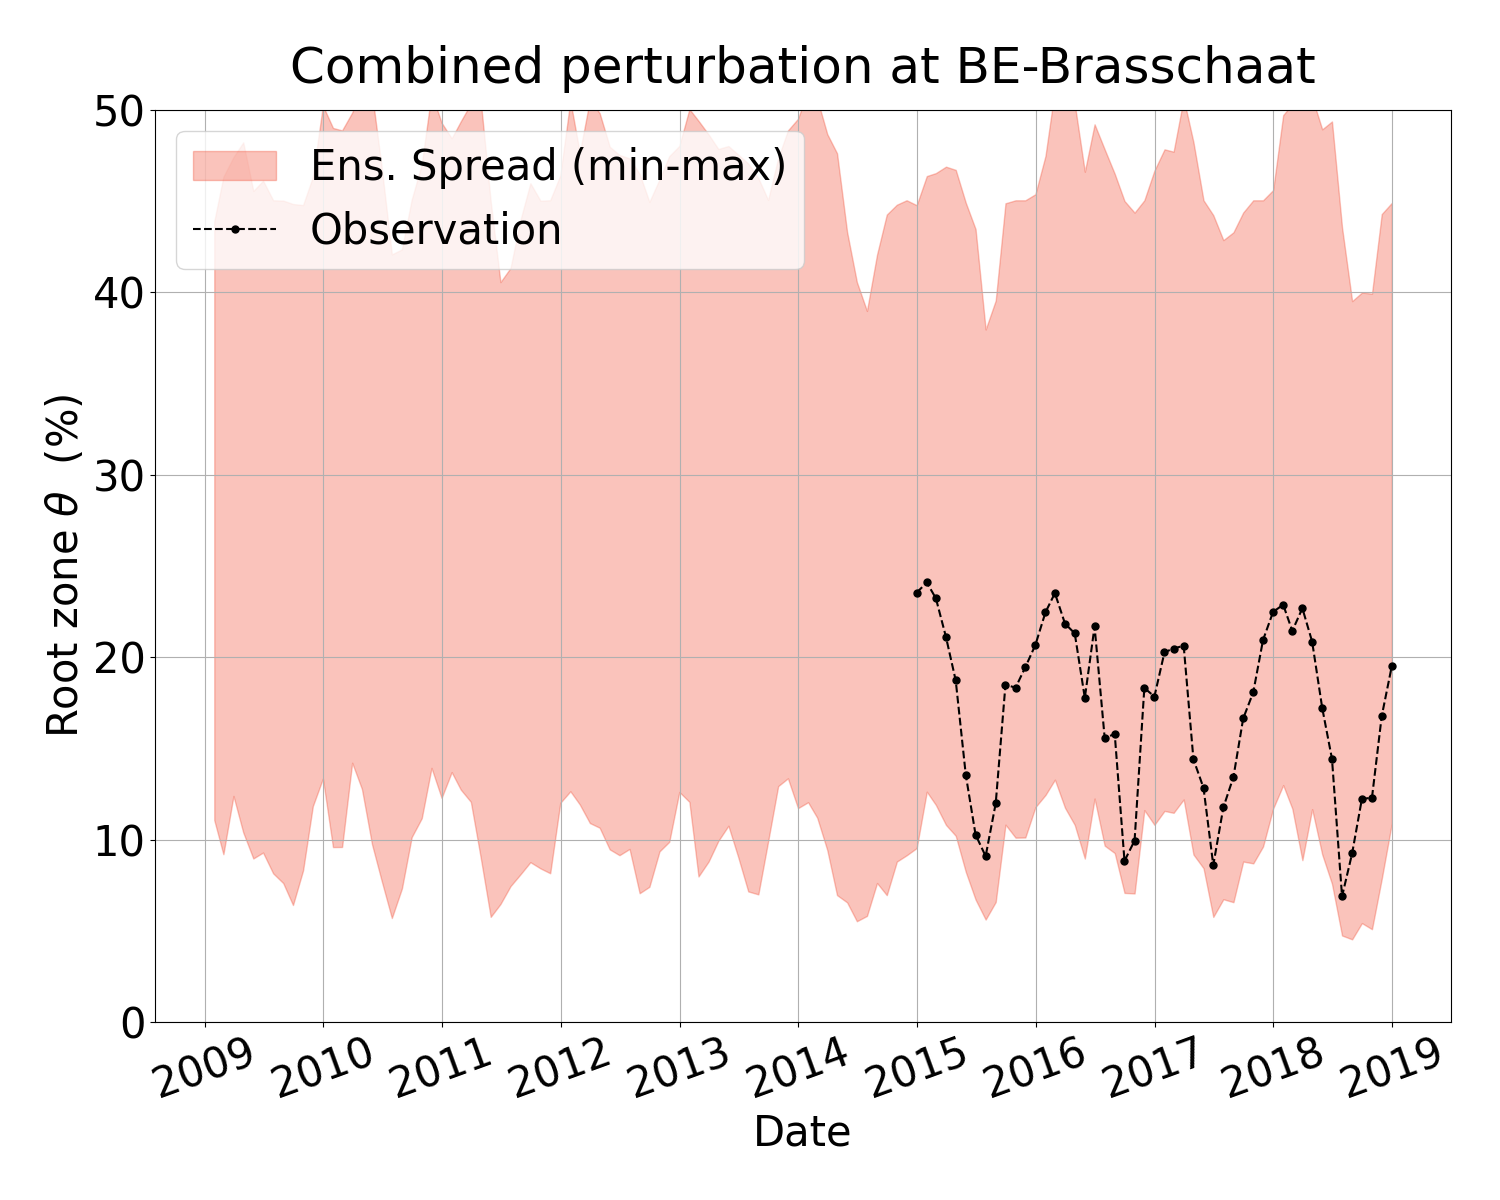 Combined perturbation at BE-Brasschaat
Ens. Spread (min-max)
Observation
Root zone θ (%)
50
40
30
20
10
0
2009 2010 2011 2012 2013 2014 2015 2016 2017 2018 2019
Date